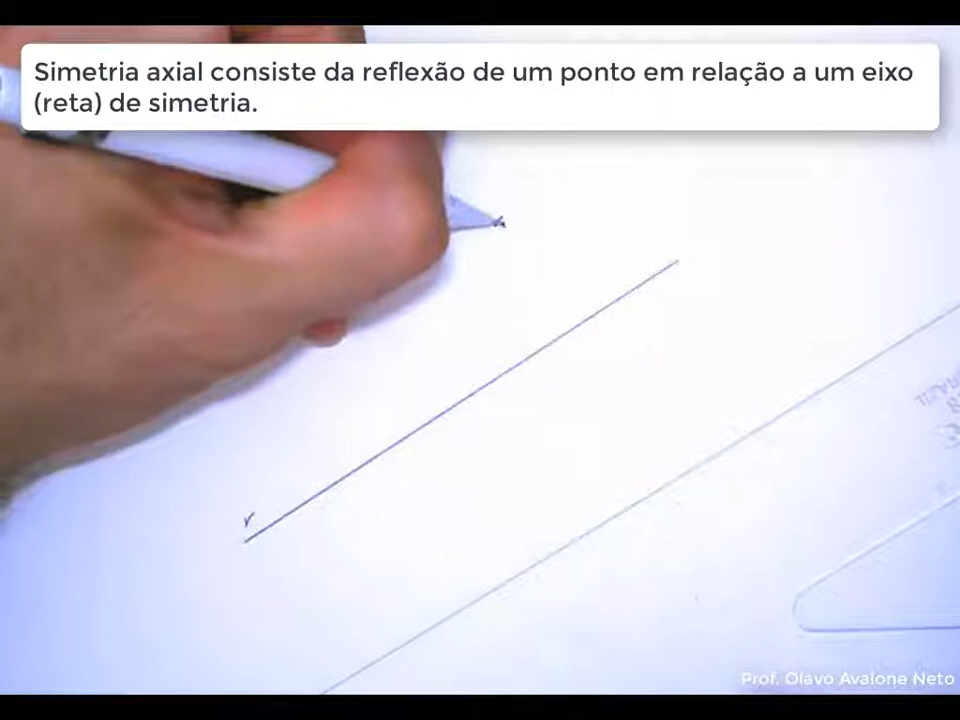 Simetria axial consiste da reflexão de um ponto em relação a um eixo
(reta) de simetria.
r
Prof. Olavo Avalone Neto